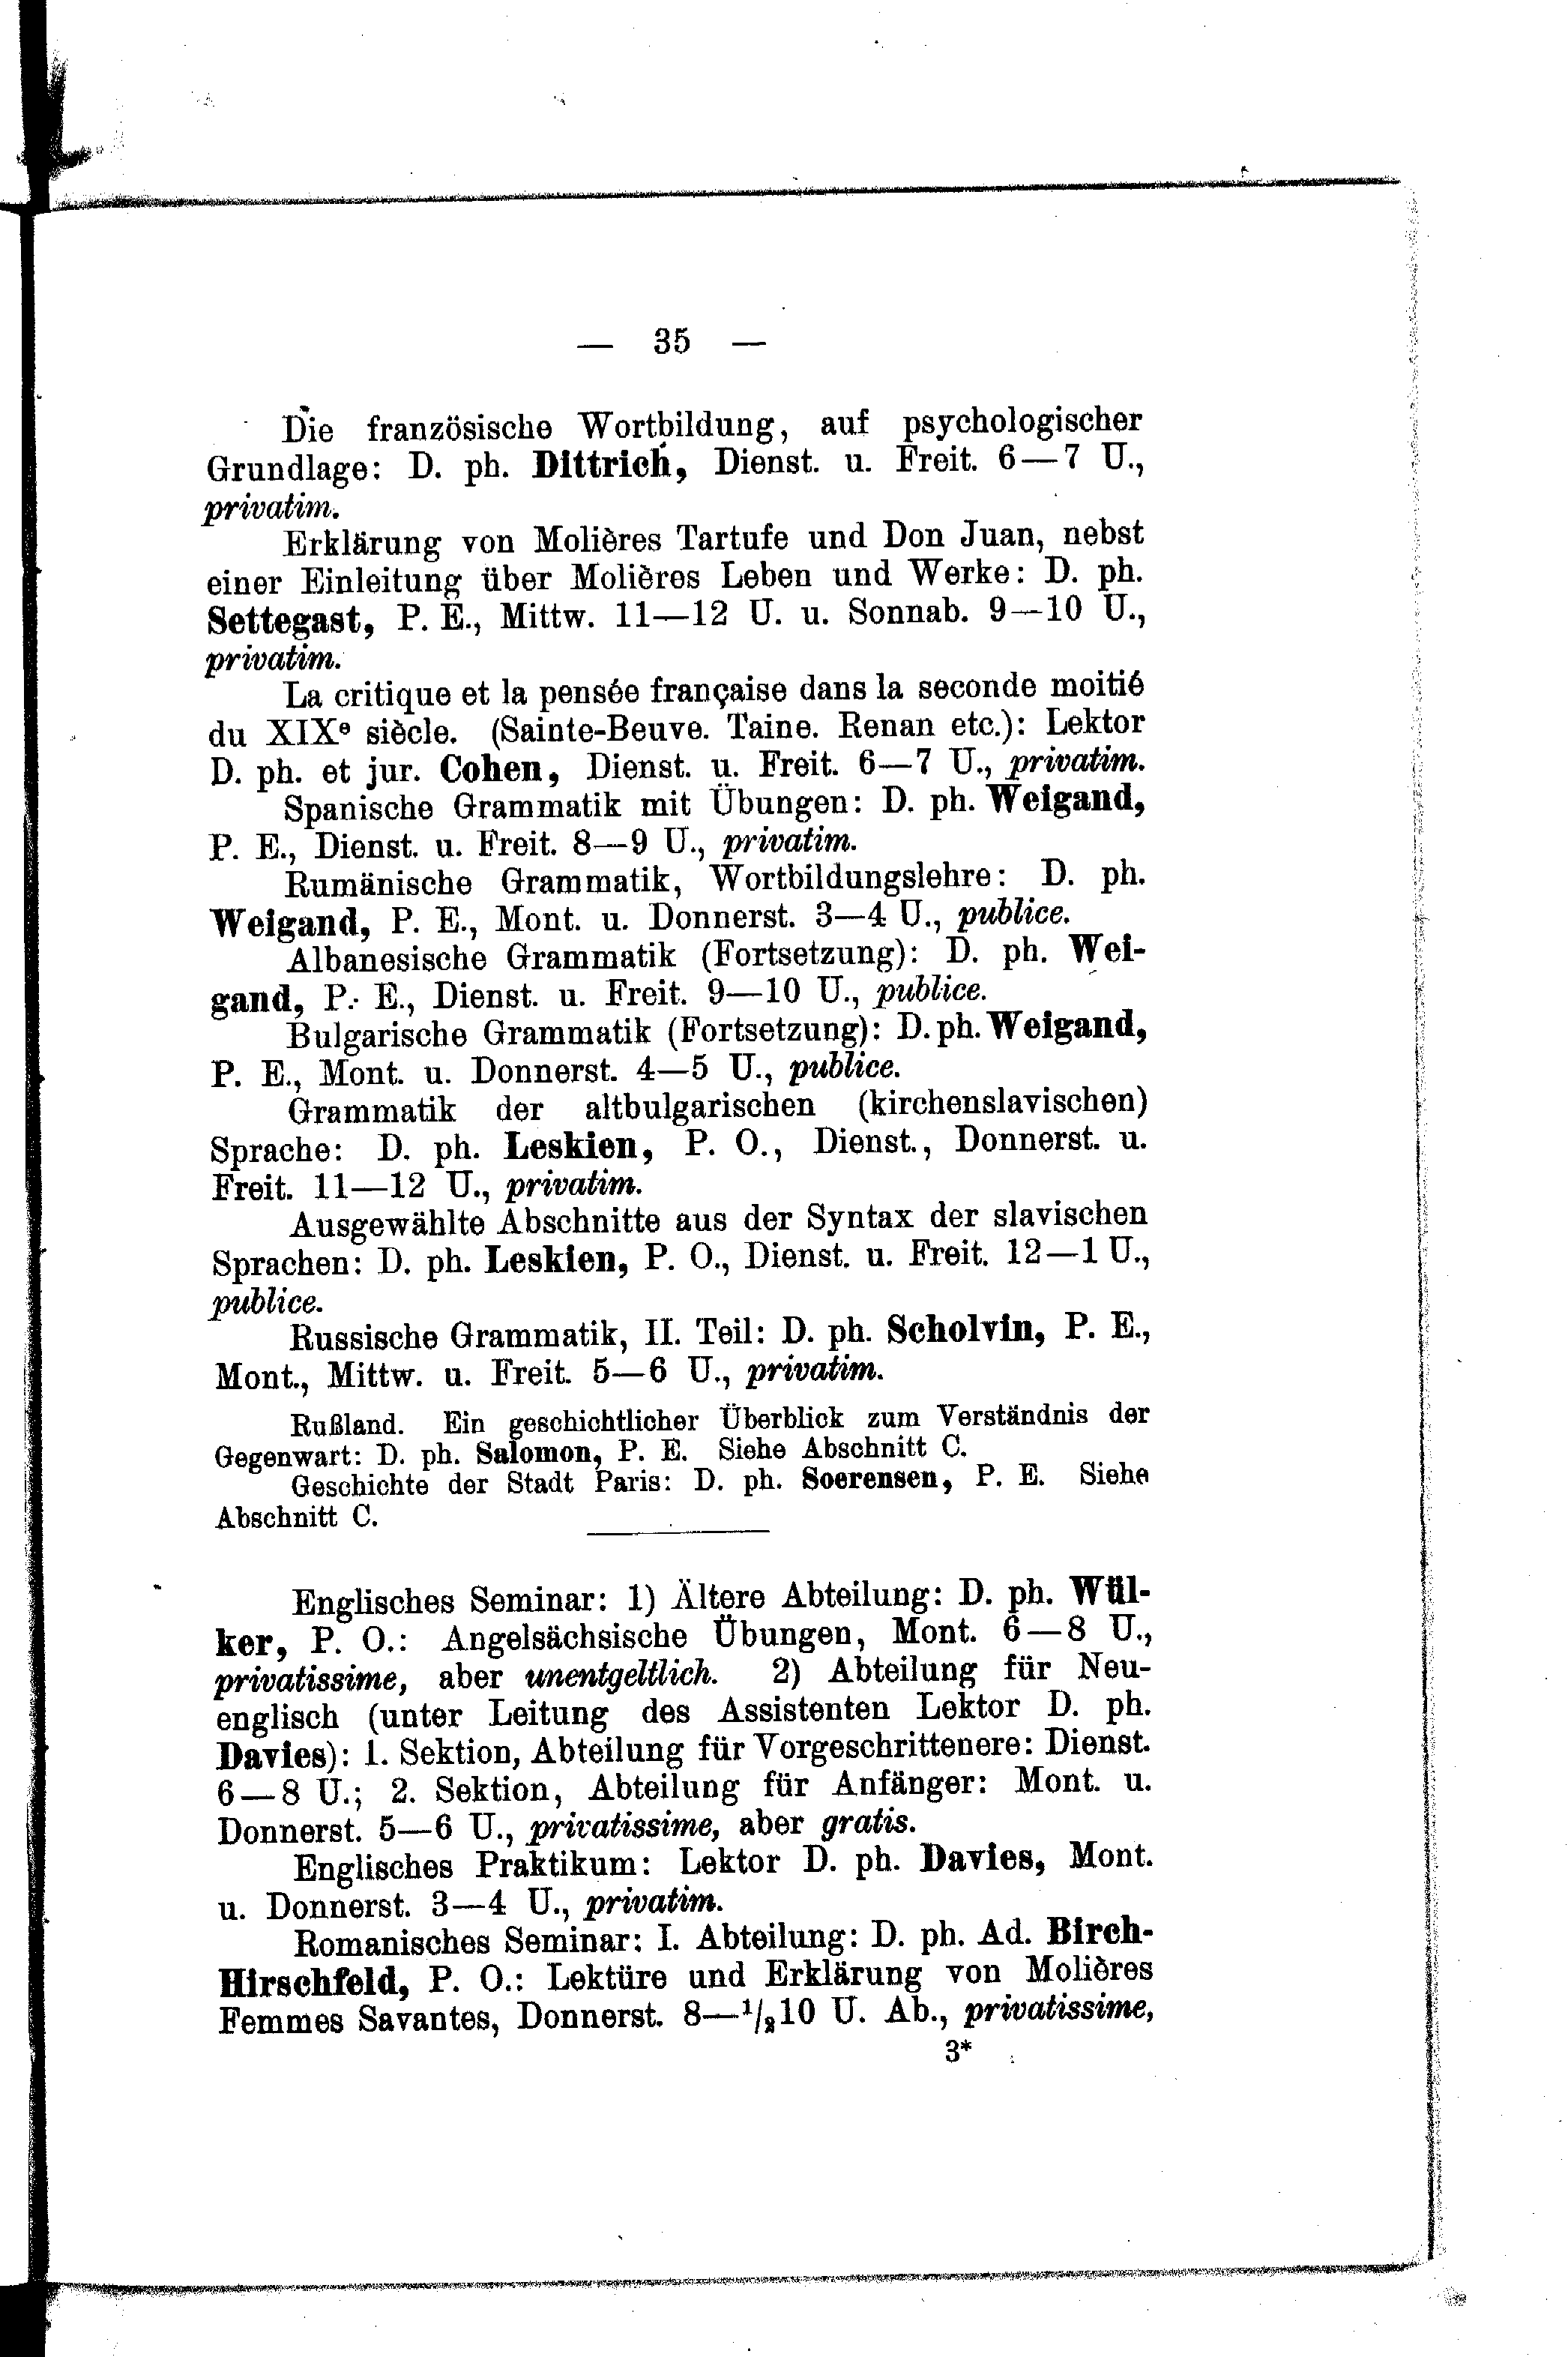 — 35 —
Die französische Wortbildung, auf psychologischer
Grundlage: D. ph. Dittrich, Dienst. u. Freit. 6—7 U.,
privatim.
Erklärung von Molières Tartufe und Don Juan, nebst
einer Einleitung über Molières Leben und Werke: D. ph.
Settegast, P. E., Mittw. 11—12 U. u. Sonnab. 9—10 U.,
privatim.
La critique et la pensée française dans la seconde moitié
du XIXe siècle. (Sainte-Beuve. Taine. Renan etc.): Lektor
D. ph. et jur. Cohen, Dienst. u. Freit. 6—7 U., privatim.
Spanische Grammatik mit Übungen: D. ph. Weigand,
P. E., Dienst. u. Freit. 8—9 U., privatim.
Rumänische Grammatik, Wortbildungslehre: D. ph.
Weigand, P. E., Mont. u. Donnerst. 3—4 U., publice.
Albanesische Grammatik (Fortsetzung): D. ph. Wei-
gand, P. E., Dienst. u. Freit. 9—10 U., publice.
Bulgarische Grammatik (Fortsetzung): D. ph. Weigand,
P. E., Mont. u. Donnerst. 4—5 U., publice.
Grammatik der altbulgarischen (kirchenslavischen)
Sprache: D. ph. Leskien, P. O., Dienst., Donnerst. u.
Freit. 11—12 U., privatim.
Ausgewählte Abschnitte aus der Syntax der slavischen
Sprachen: D. ph. Leskien, P. O., Dienst. u. Freit. 12—1 U.,
publice.
Russische Grammatik, II. Teil: D. ph. Scholvin, P. E.,
Mont., Mittw. u. Freit. 5—6 U., privatim.
Rußland. Ein geschichtlicher Überblick zum Verständnis der
Gegenwart: D. ph. Salomon, P. E. Siehe Abschnitt C.
Geschichte der Stadt Paris: D. ph. Soerensen, P. E. Siehe
Abschnitt C.
Englisches Seminar: 1) Ältere Abteilung: D. ph. Wül-
ker, P. O.: Angelsächsische Übungen, Mont. 6—8 U.,
privatissime, aber unentgeltlich. 2) Abteilung für Neu-
englisch (unter Leitung des Assistenten Lektor D. ph.
Davies): 1. Sektion, Abteilung für Vorgeschrittenere: Dienst.
6—8 U.; 2. Sektion, Abteilung für Anfänger: Mont. u.
Donnerst. 5—6 U., privatissime, aber gratis.
Englisches Praktikum: Lektor D. ph. Davies, Mont.
u. Donnerst. 3—4 U., privatim.
Romanisches Seminar: I. Abteilung: D. ph. Ad. Birch-
Hirschfeld, P. O.: Lektüre und Erklärung von Molières
Femmes Savantes, Donnerst. 8—1/210 U. Ab., privatissime,
3*